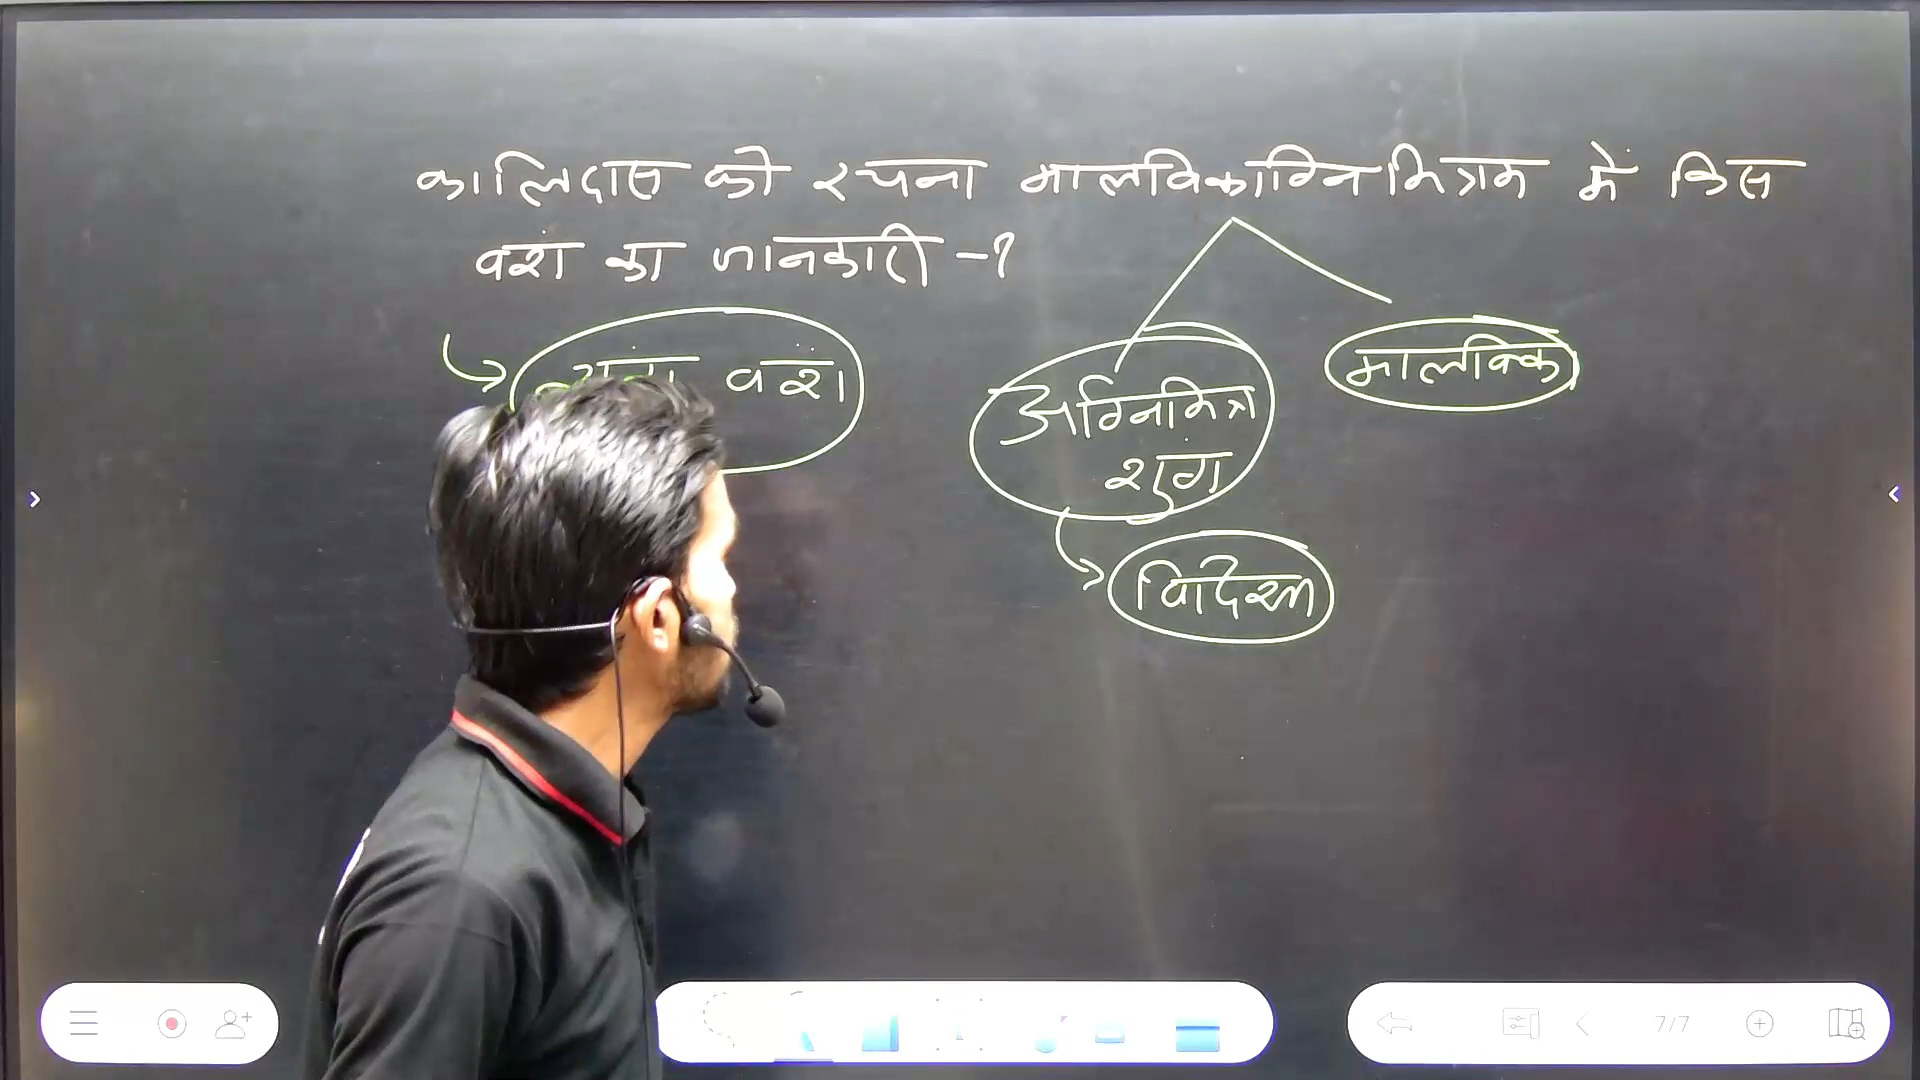 कालिदास की रचना मालविकाग्निमित्रम में किस
वंश का जानकारी -?
वंश
अग्निमित्र
शुंग
मालविका
विदिशा
7/7